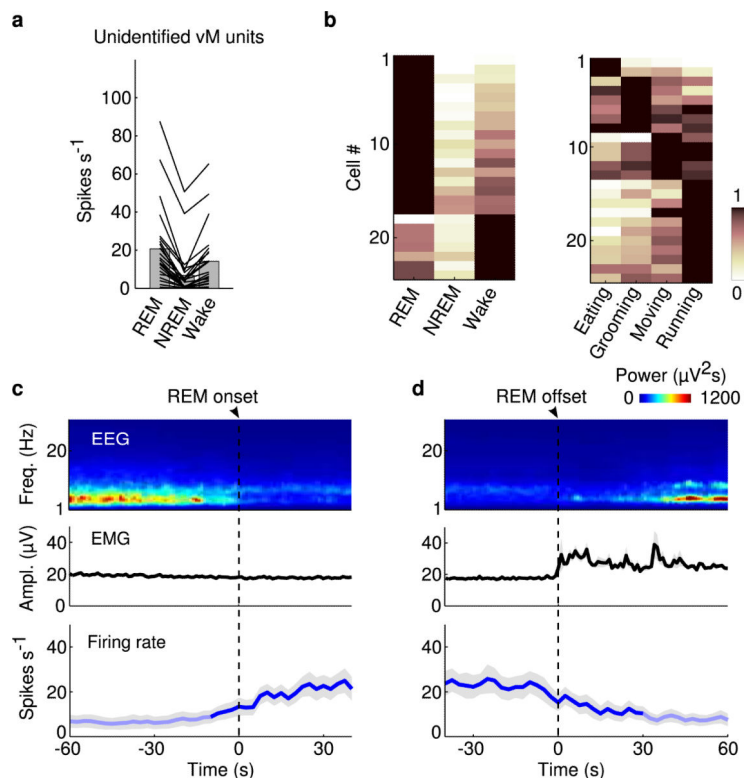 a
Unidentified vM units
Spikes s⁻¹
100
80
60
40
20
0
REM
NREM
Wake
b
Cell #
1
10
20
REM
NREM
Wake
1
10
20
Eating
Grooming
Moving
Running
1
0
c
REM onset
EEG
Freq. (Hz)
20
1
EMG
Ampl. (µV)
40
20
0
Firing rate
Spikes s⁻¹
40
20
0
-60
-30
0
30
Time (s)
d
REM offset
Power (µV²s)
0
1200
20
1
40
20
0
40
20
0
0
30
60
Time (s)